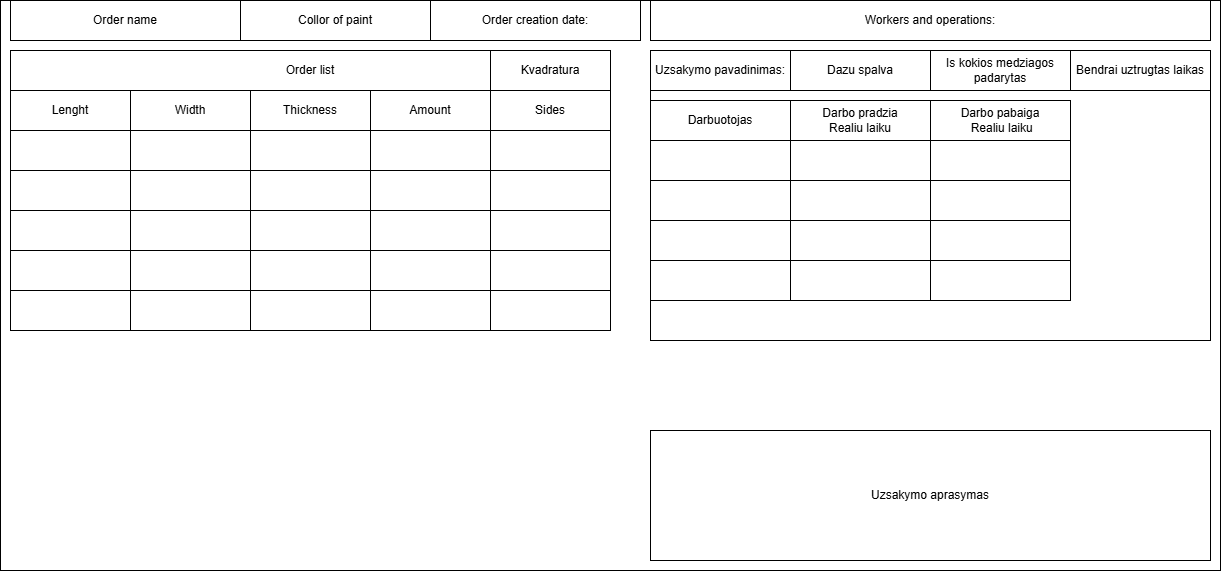 Order name
Collor of paint
Order creation date:
Workers and operations:
Order list
Kvadratura
Lenght
Width
Thickness
Amount
Sides
Uzsakymo pavadinimas:
Dazu spalva
Is kokios medziagos
padarytas
Bendrai uztrugtas laikas
Darbuotojas
Darbo pradzia
Realiu laiku
Darbo pabaiga
Realiu laiku
Uzsakymo aprasymas